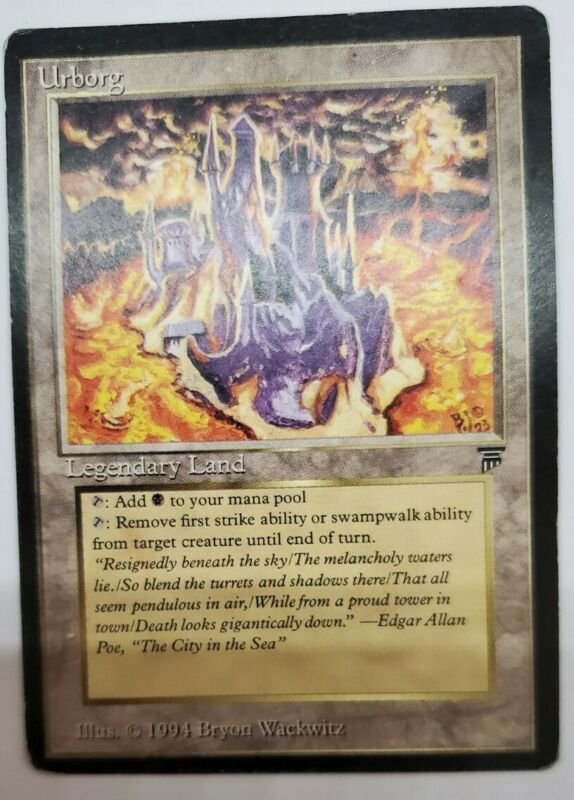 Urborg
Legendary Land
: Add to your mana pool
: Remove first strike ability or swampwalk ability
from target creature until end of turn.
"Resignedly beneath the sky/The melancholy waters
lie./So blend the turrets and shadows there/That all
seem pendulous in air,/While from a proud tower in
town/Death looks gigantically down." —Edgar Allan
Poe, "The City in the Sea"
Illus. © 1994 Bryon Wackwitz